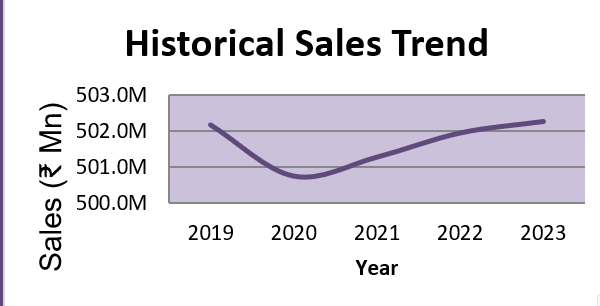 Historical Sales Trend
Sales (₹ Mn)
503.0M
502.0M
501.0M
500.0M
2019 2020 2021 2022 2023
Year